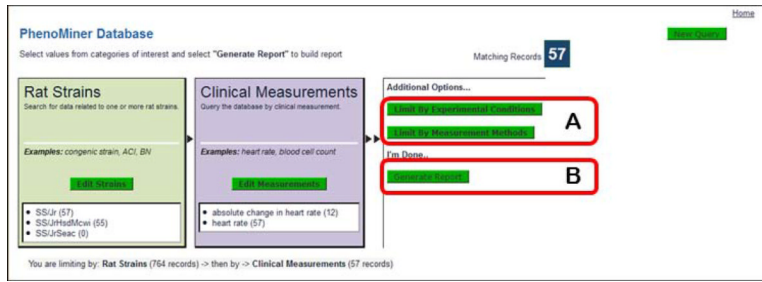 Home
PhenoMiner Database
New Query
Select values from categories of interest and select "Generate Report" to build report
Matching Records 57
Rat Strains
Search for data related to one or more rat strains.
Examples: congenic strain, ACI, BN
Edit Strains
SS/Jr (57)
SS/JrHsdMcwi (55)
SS/JrSeac (0)
Clinical Measurements
Query the database by clinical measurement.
Examples: heart rate, blood cell count
Edit Measurements
absolute change in heart rate (12)
heart rate (57)
Additional Options...
Limit By Experimental Conditions
A
Limit By Measurement Methods
I'm Done..
Generate Report
B
You are limiting by: Rat Strains (764 records) -> then by -> Clinical Measurements (57 records)